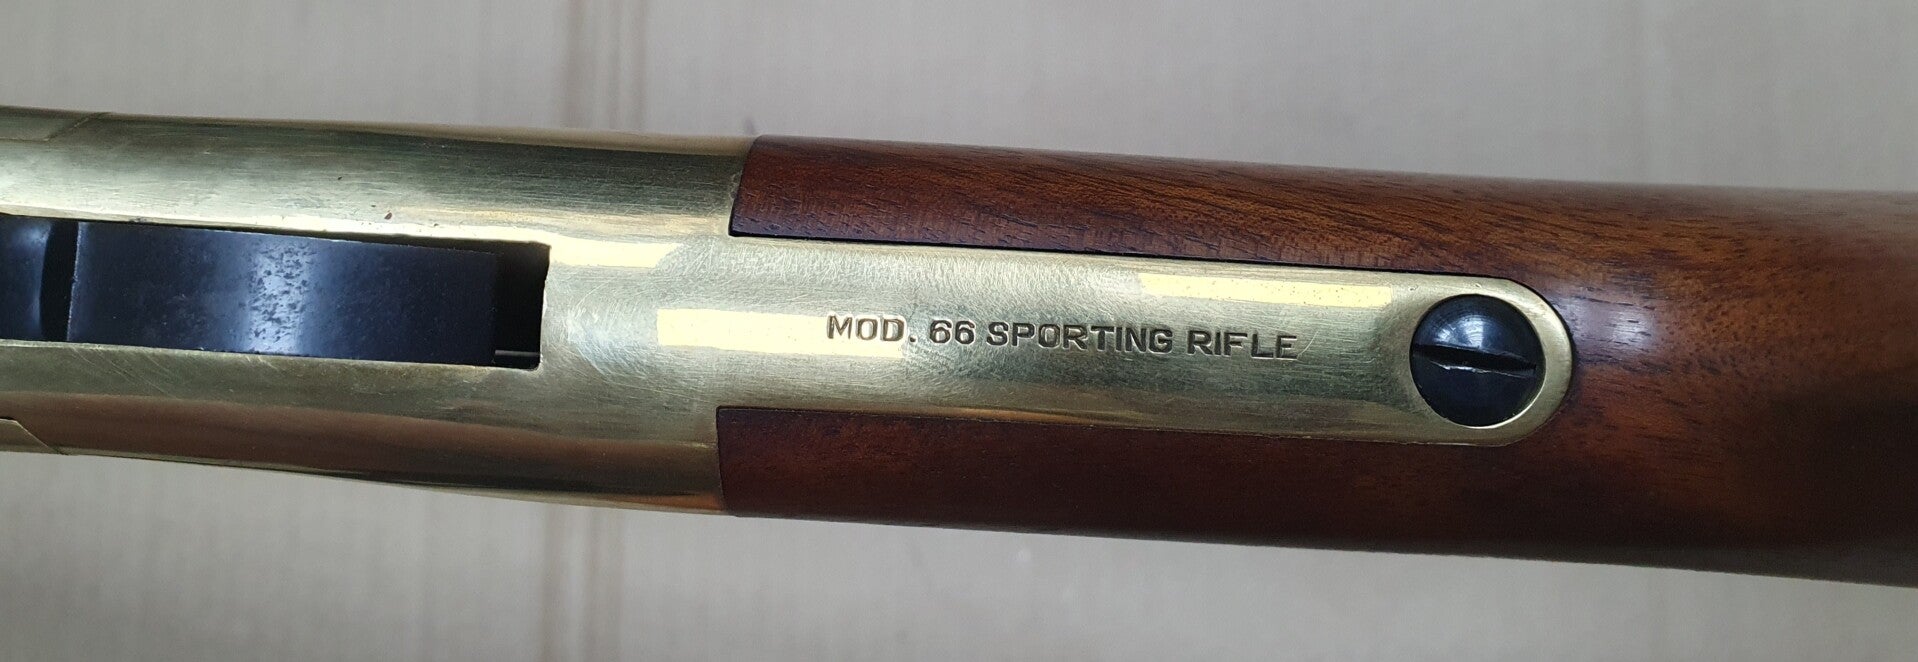 MOD. 66 SPORTING RIFLE